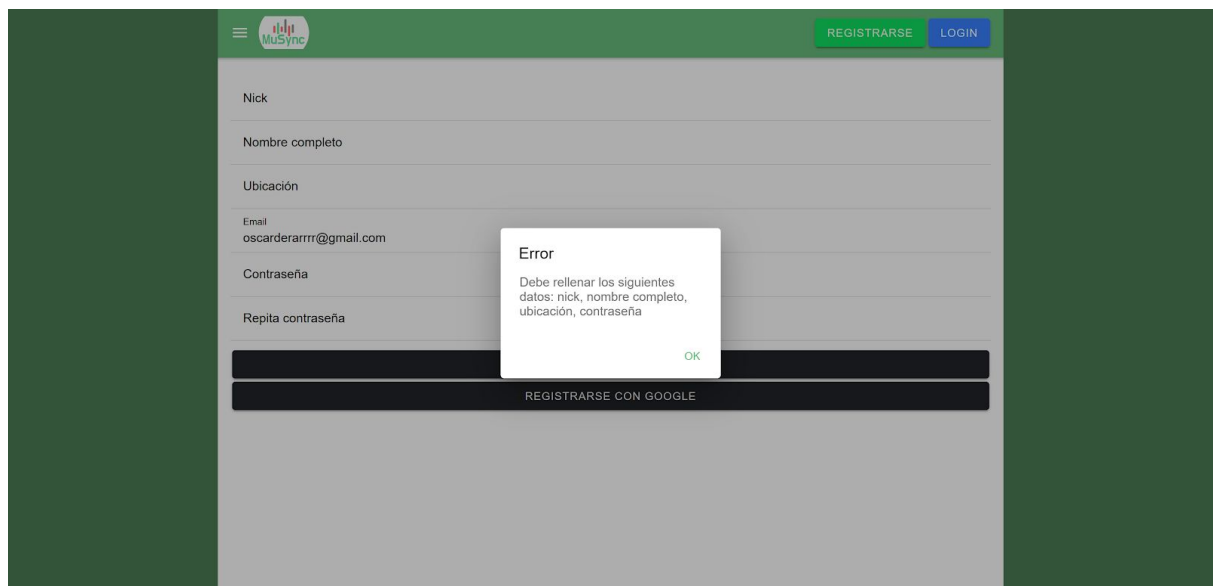 MuSync
REGISTRARSE
LOGIN
Nick
Nombre completo
Ubicación
Email
oscarderarrrr@gmail.com
Contraseña
Repita contraseña
Error
Debe rellenar los siguientes
datos: nick, nombre completo,
ubicación, contraseña
OK
REGISTRARSE CON GOOGLE